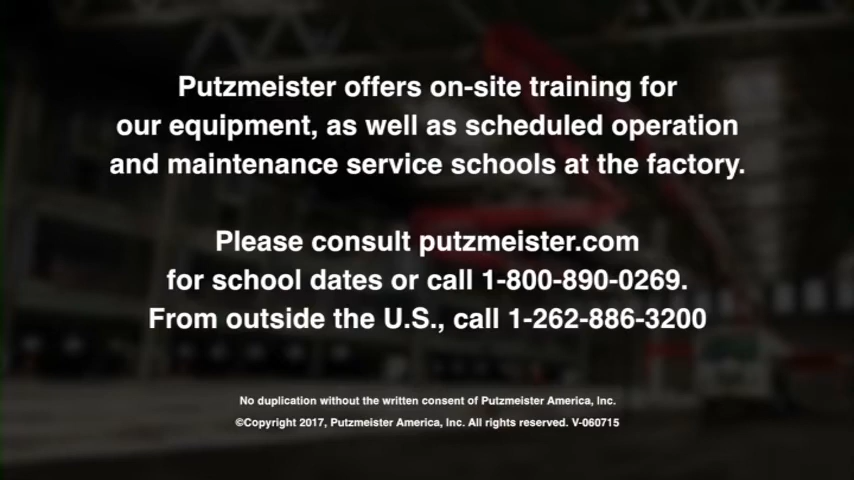 Putzmeister offers on-site training for
our equipment, as well as scheduled operation
and maintenance service schools at the factory.
Please consult putzmeister.com
for school dates or call 1-800-890-0269.
From outside the U.S., call 1-262-886-3200
No duplication without the written consent of Putzmeister America, Inc.
©Copyright 2017, Putzmeister America, Inc. All rights reserved. V-060715